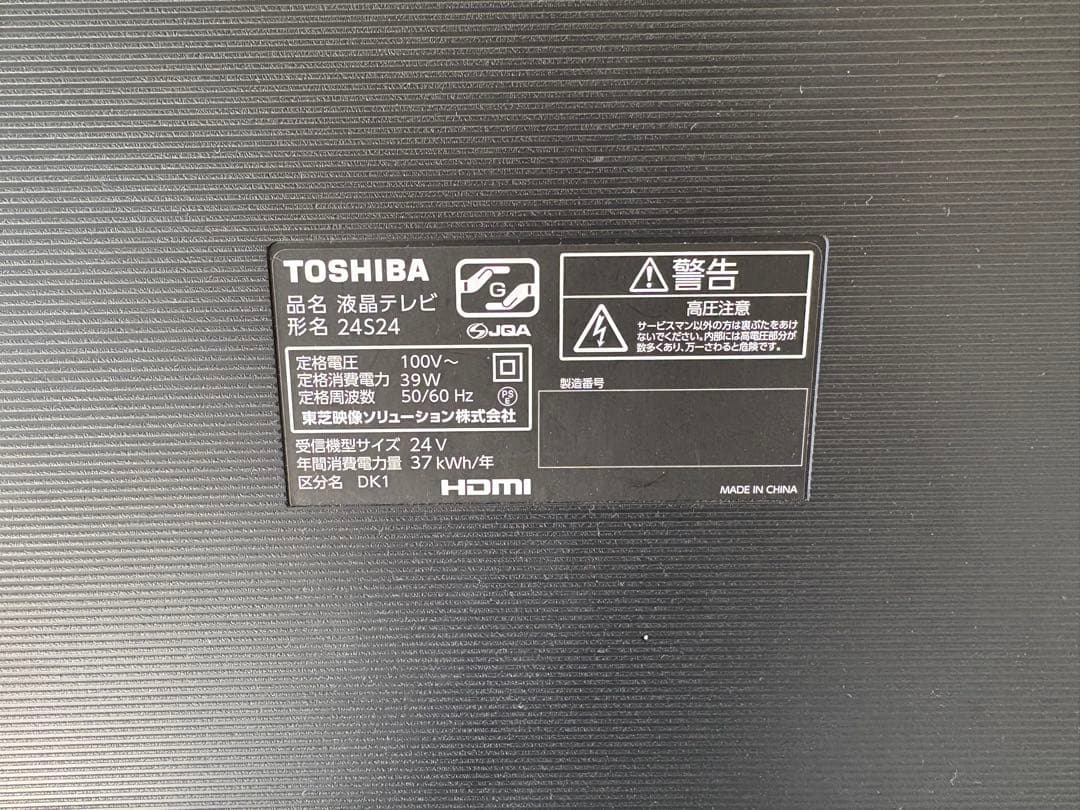 TOSHIBA
品名 液晶テレビ
形名 24S24
G
JQA
定格電圧 100V～
定格消費電力 39W
定格周波数 50/60 Hz
PS
E
東芝映像ソリューション株式会社
受信機型サイズ 24V
年間消費電力量 37 kWh/年
区分名 DK1
HDMI
警告
高圧注意
サービスマン以外の方は裏ぶたをあけ
ないでください。内部には高電圧部分が
数多くあり、万一さわると危険です。
製造番号
MADE IN CHINA